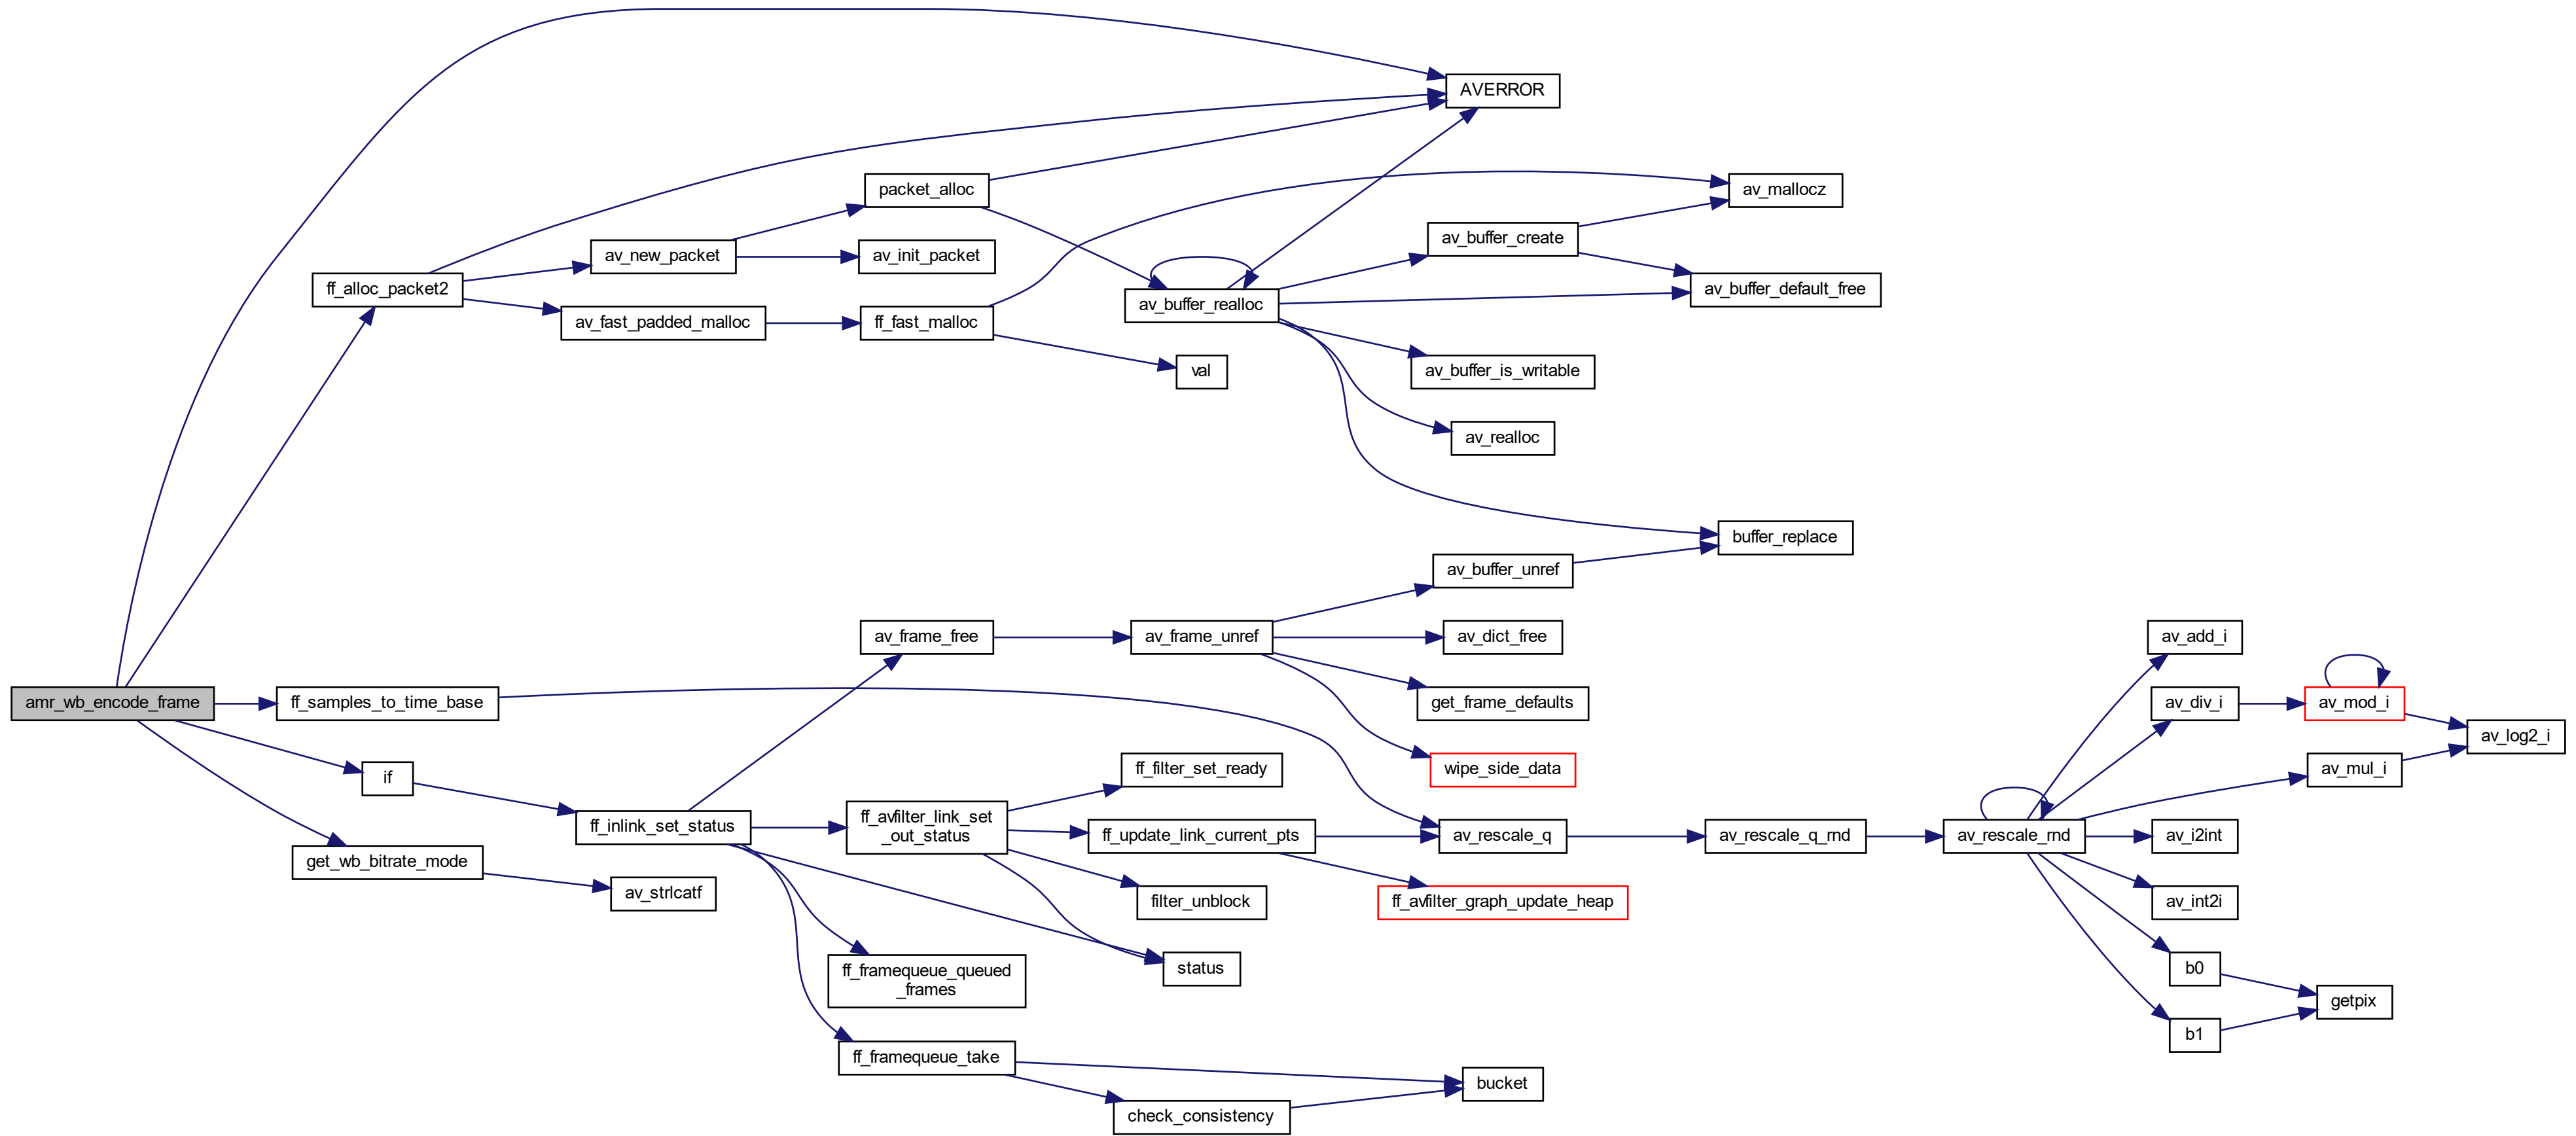 AVERROR
packet_alloc
av_mallocz
av_buffer_create
av_new_packet
av_init_packet
ff_alloc_packet2
av_buffer_default_free
av_buffer_realloc
av_fast_padded_malloc
ff_fast_malloc
val
av_buffer_is_writable
av_realloc
buffer_replace
av_buffer_unref
av_frame_free
av_frame_unref
av_dict_free
av_add_i
amr_wb_encode_frame
ff_samples_to_time_base
get_frame_defaults
av_div_i
av_mod_i
av_log2_i
if
ff_filter_set_ready
wipe_side_data
av_mul_i
ff_inlink_set_status
ff_avfilter_link_set
_out_status
ff_update_link_current_pts
av_rescale_q
av_rescale_q_rnd
av_rescale_rnd
av_i2int
get_wb_bitrate_mode
av_strlcatf
filter_unblock
ff_avfilter_graph_update_heap
av_int2i
ff_framequeue_queued
_frames
status
b0
getpix
b1
ff_framequeue_take
bucket
check_consistency